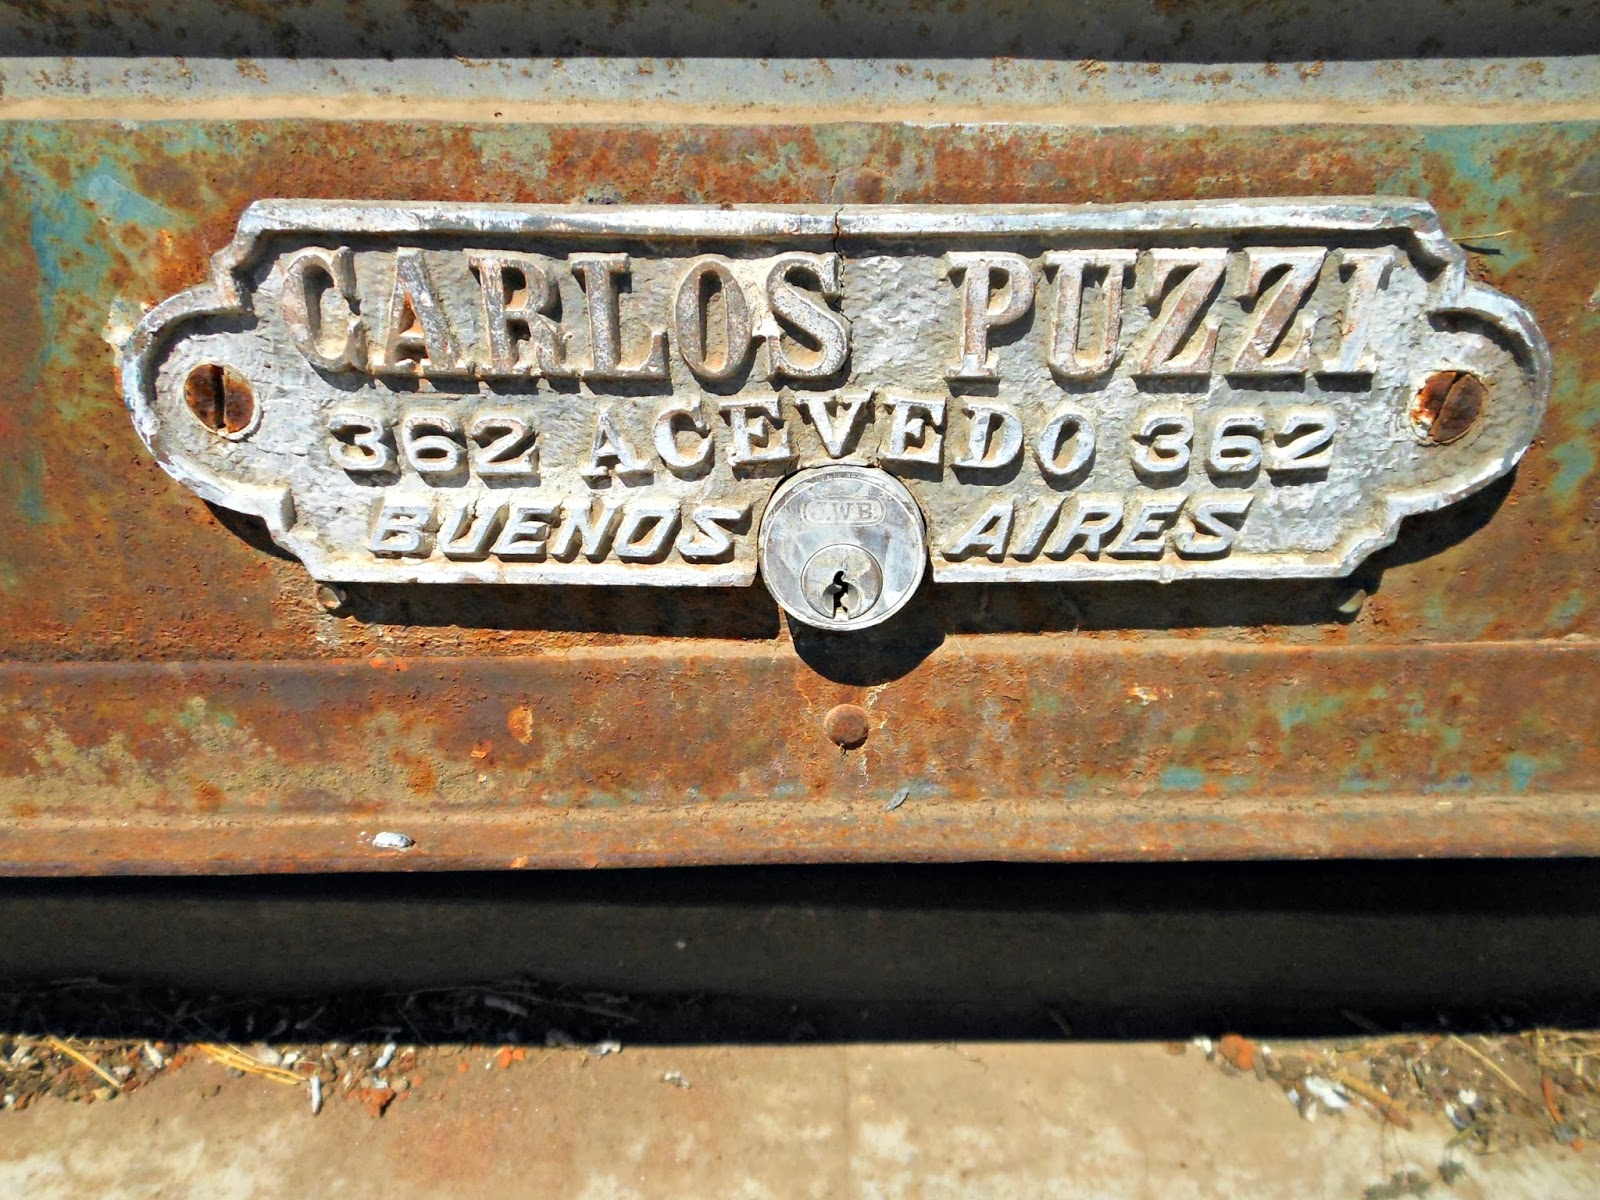 CARLOS PUZZI
362 ACEVEDO 362
BUENOS AIRES